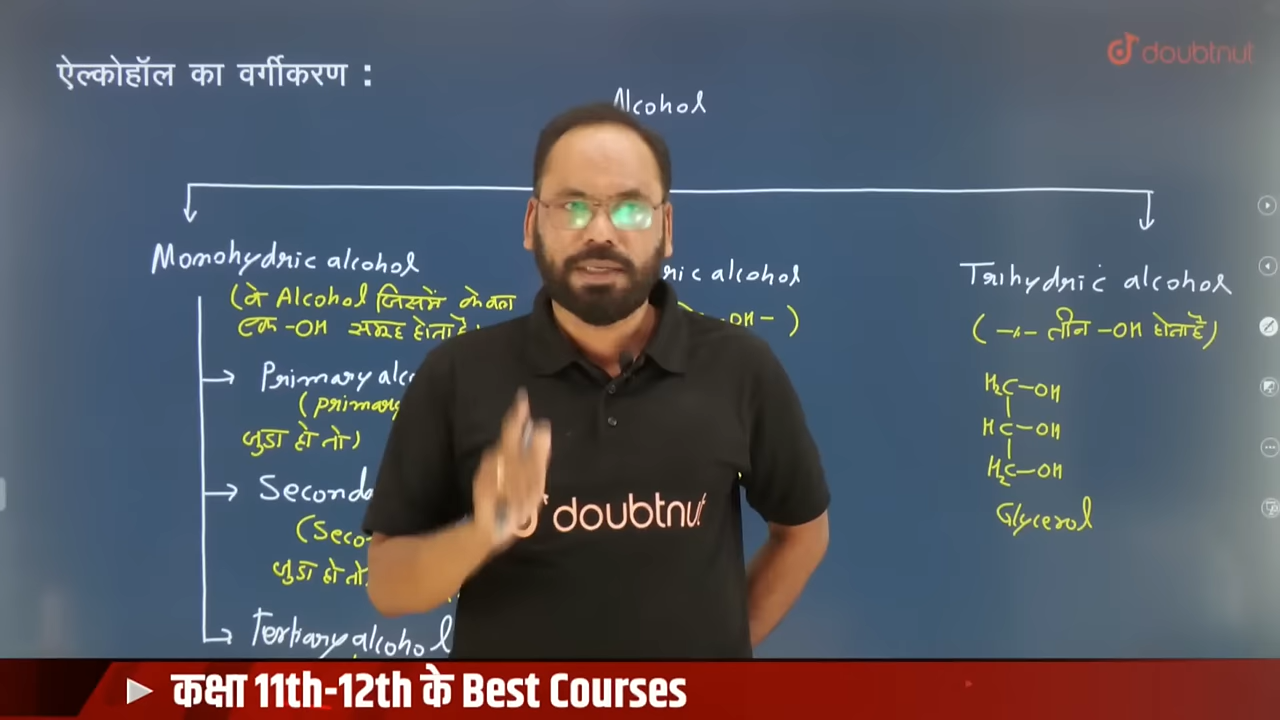 ऐल्कोहॉल का वर्गीकरण :
doubtnut
Alcohol
Monohydric alcohol
(वे Alcohol जिसमें केवल
एक -OH समूह होता है।
Primary alco
(primary
जुडा हो तो)
Seconda
(Seco
जुडा हो तो
Tertiary alcohol
ric alcohol
-OH- )
Trihydric alcohol
( -"- तीन -OH होता है)
H₂C-OH
HC-OH
H₂C-OH
Glycerol
doubtnut
कक्षा 11th-12th के Best Courses